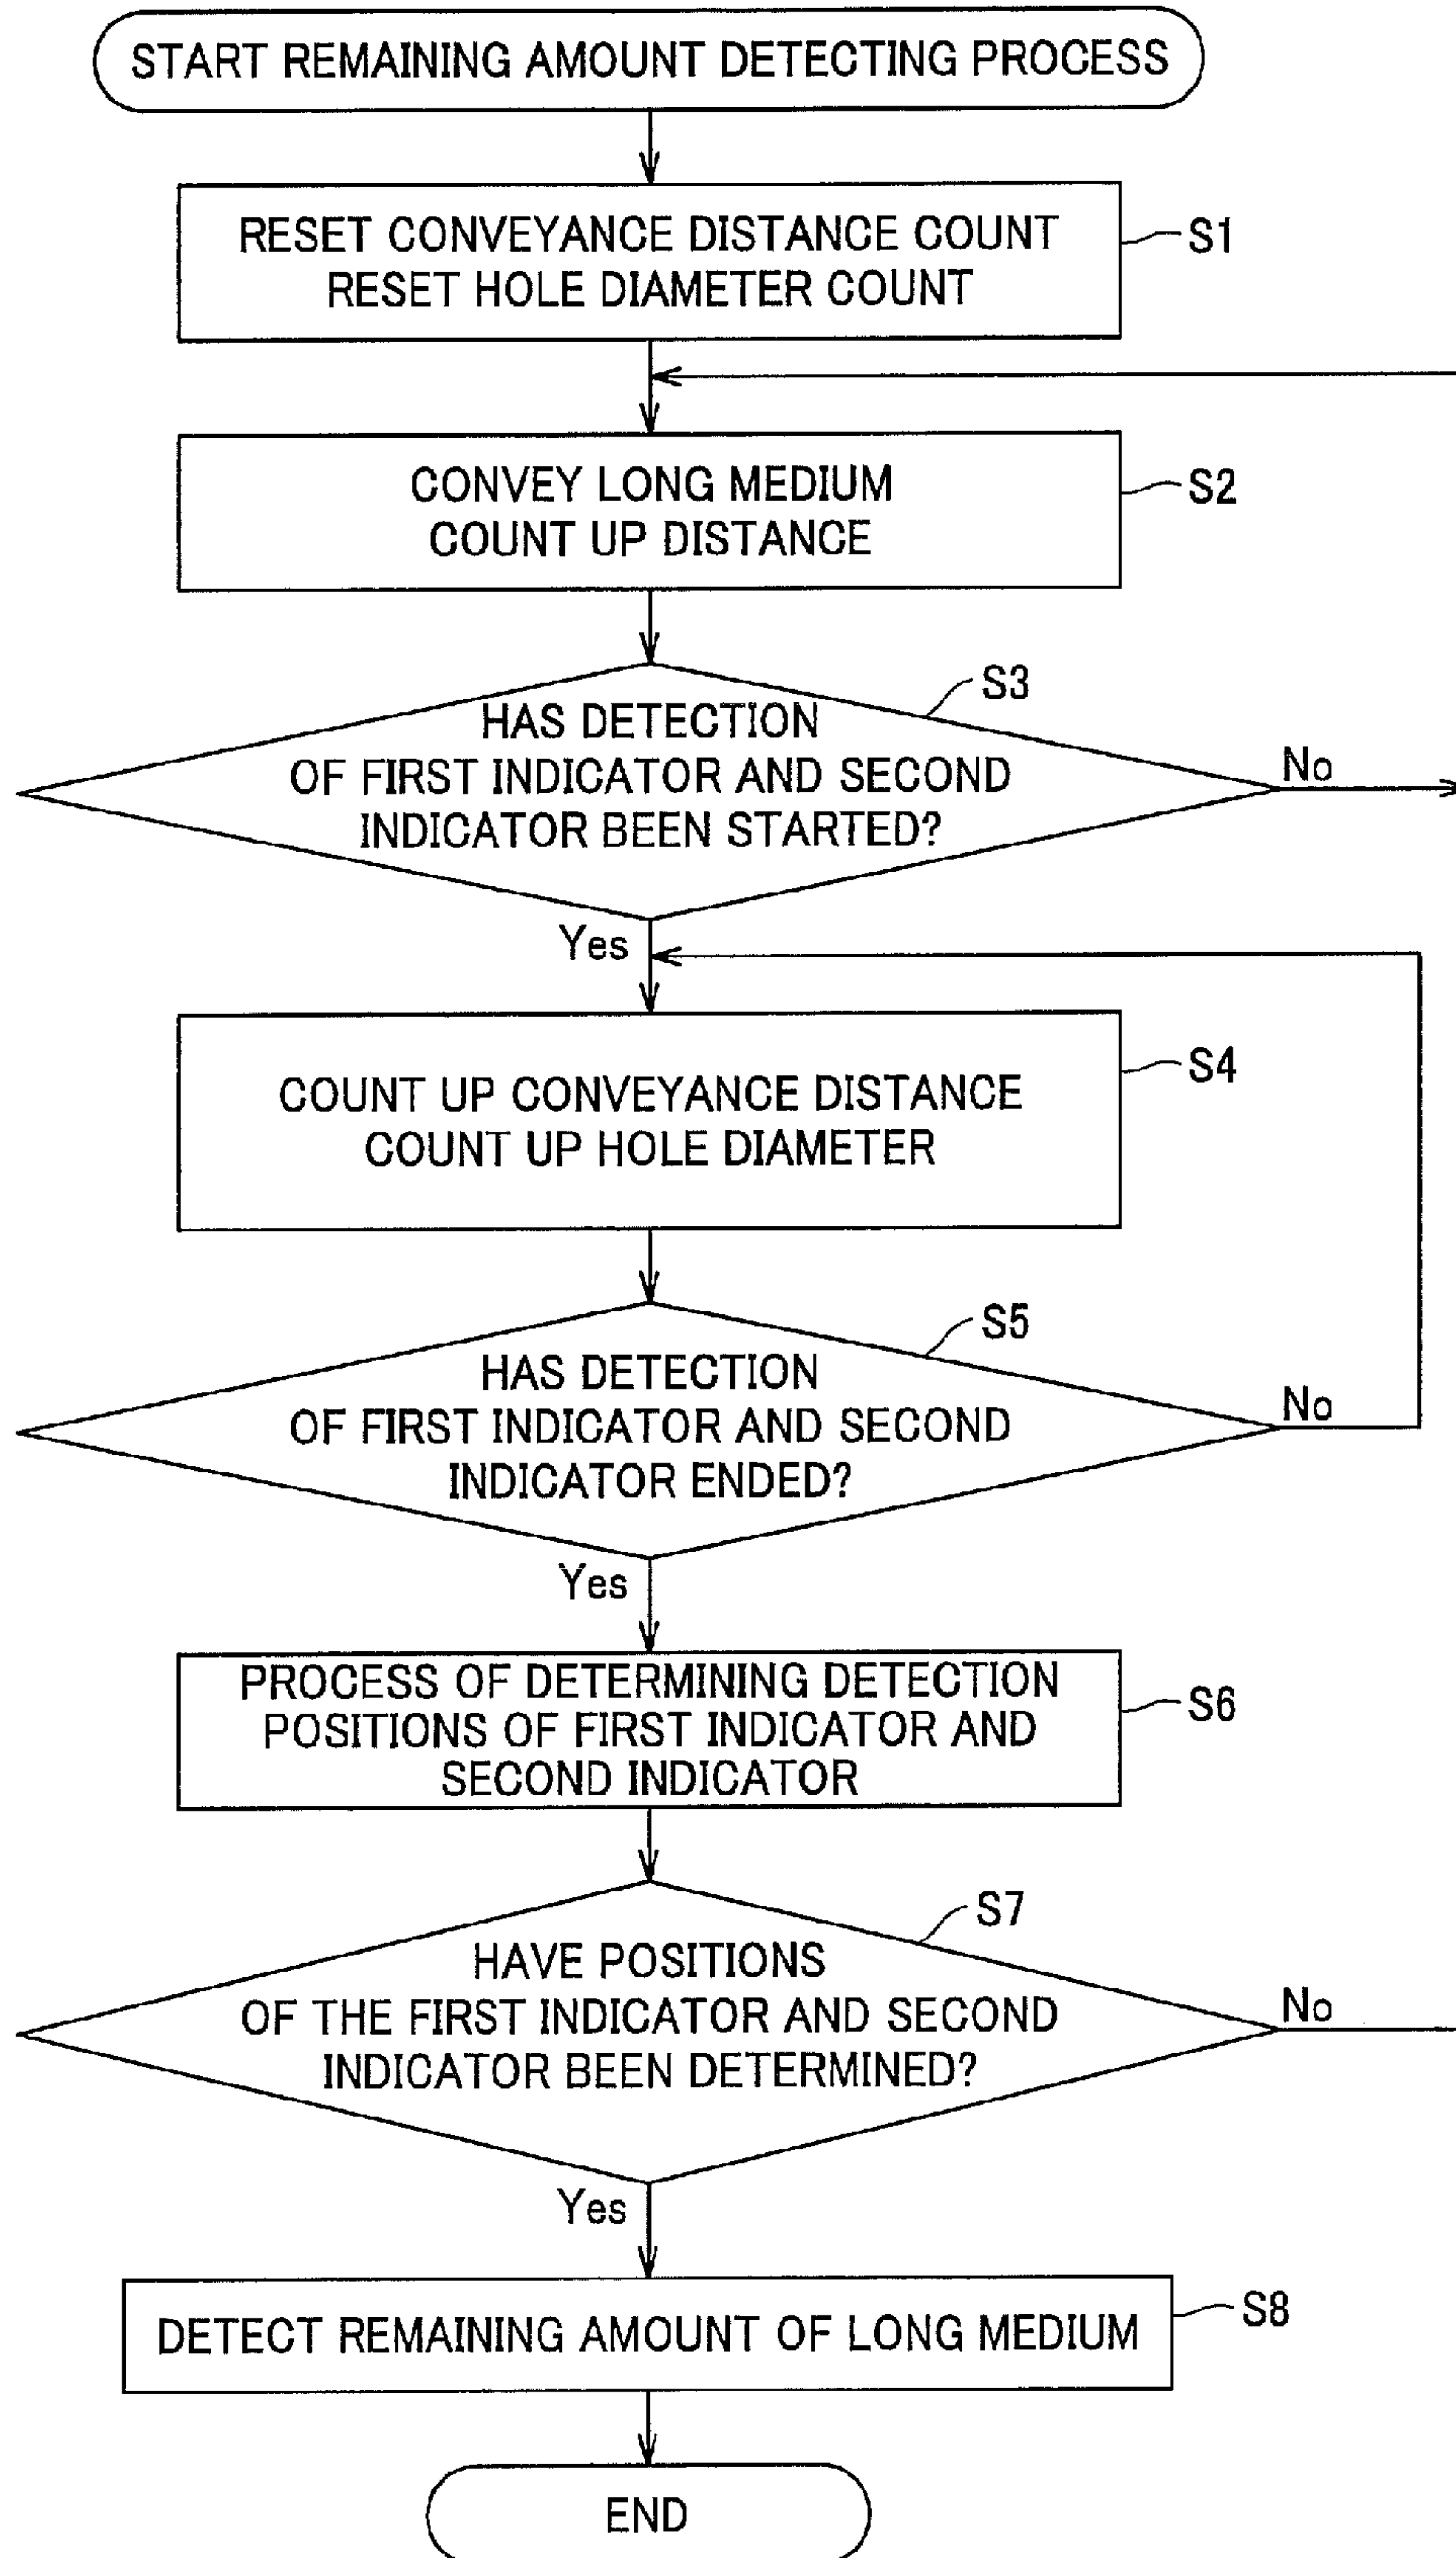 START REMAINING AMOUNT DETECTING PROCESS
RESET CONVEYANCE DISTANCE COUNT
RESET HOLE DIAMETER COUNT
S1
CONVEY LONG MEDIUM
COUNT UP DISTANCE
S2
S3
HAS DETECTION
OF FIRST INDICATOR AND SECOND
INDICATOR BEEN STARTED?
No
Yes
COUNT UP CONVEYANCE DISTANCE
COUNT UP HOLE DIAMETER
S4
S5
HAS DETECTION
OF FIRST INDICATOR AND SECOND
INDICATOR ENDED?
No
Yes
PROCESS OF DETERMINING DETECTION
POSITIONS OF FIRST INDICATOR AND
SECOND INDICATOR
S6
S7
HAVE POSITIONS
OF THE FIRST INDICATOR AND SECOND
INDICATOR BEEN DETERMINED?
No
Yes
DETECT REMAINING AMOUNT OF LONG MEDIUM
S8
END